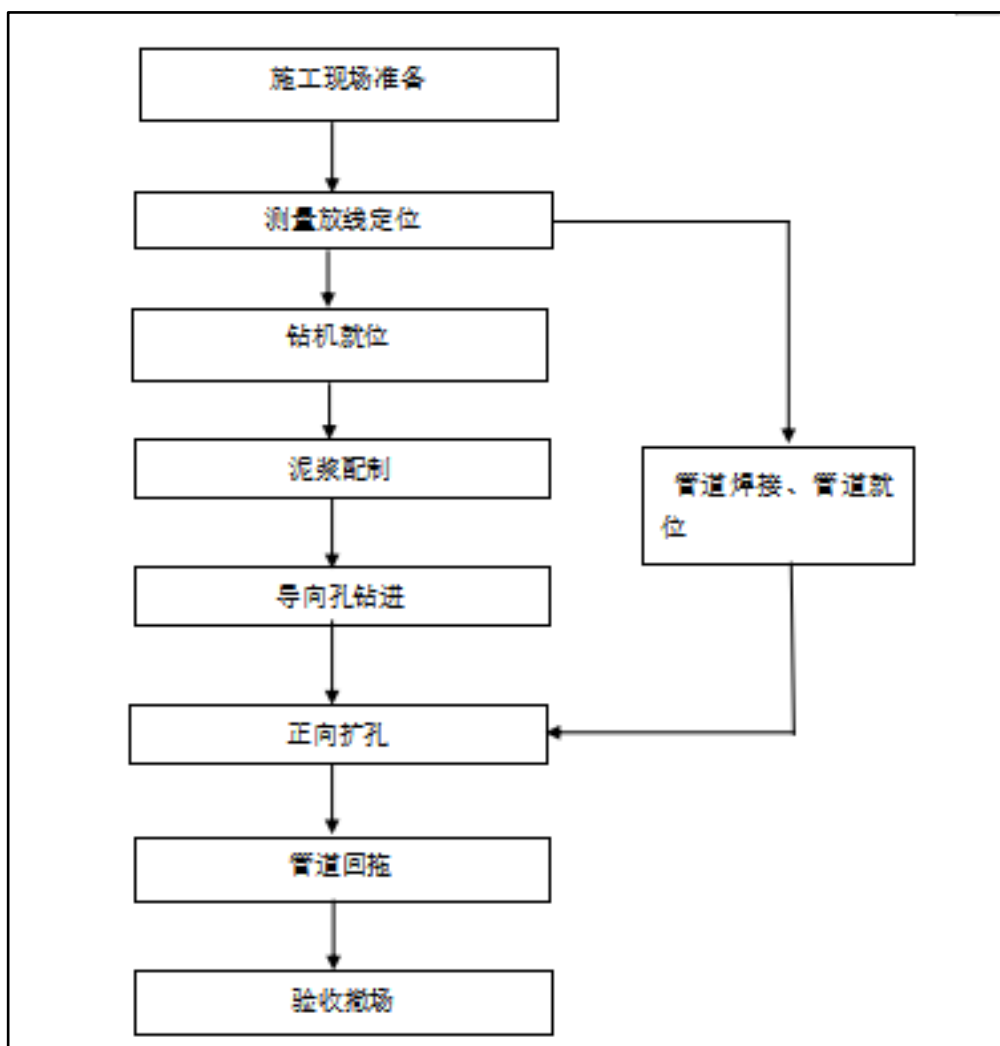 施工现场准备
测量放线定位
钻机就位
泥浆配制
管道焊接、管道就
位
导向孔钻进
正向扩孔
管道回拖
验收撤场